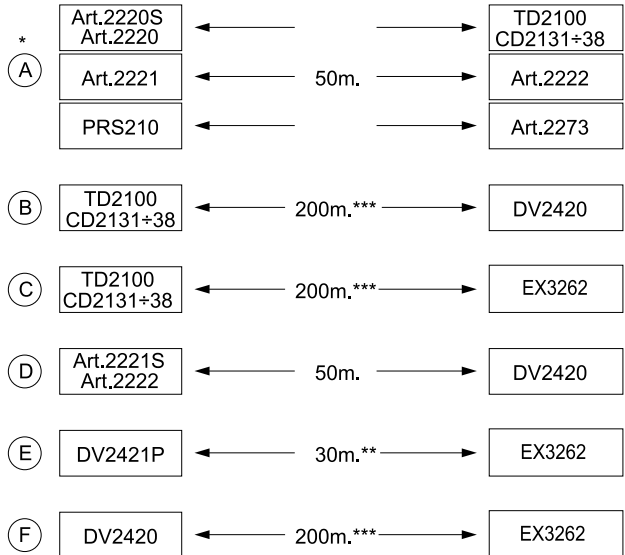 Art.2220S TD2100
* Art.2220 CD2131÷38
A Art.2221 50m. Art.2222
PRS210 Art.2273
B TD2100 200m.*** DV2420
CD2131÷38
C TD2100 200m.*** EX3262
CD2131÷38
D Art.2221S 50m. DV2420
Art.2222
E DV2421P 30m.** EX3262
F DV2420 200m.*** EX3262